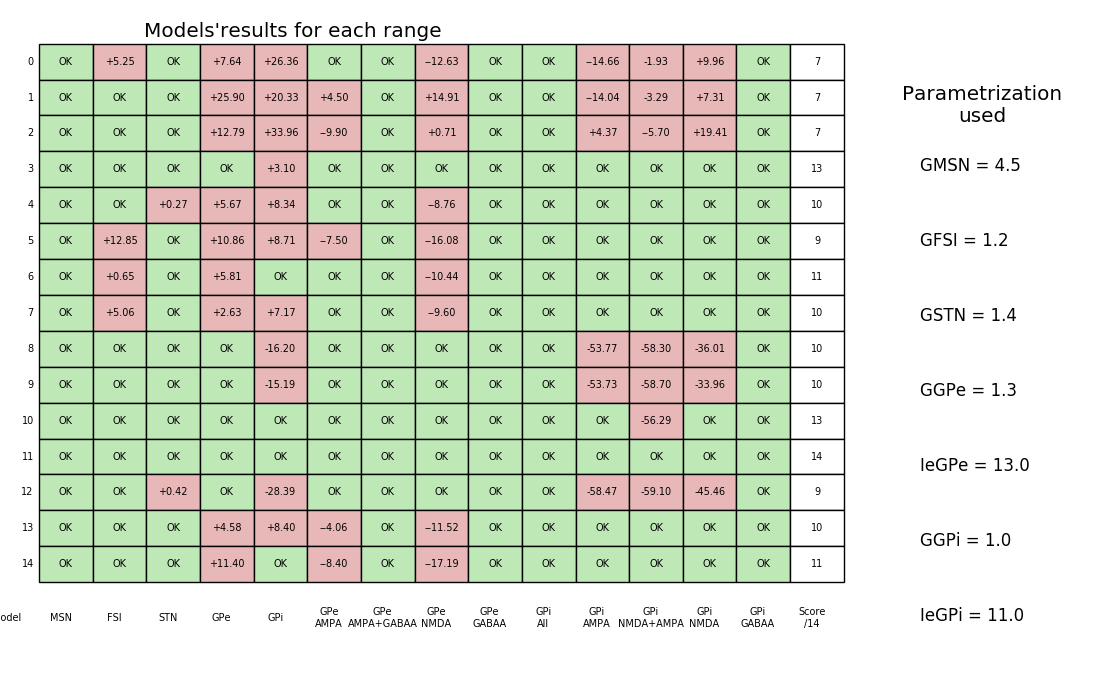 Models'results for each range
0 OK +5.25 OK +7.64 +26.36 OK OK −12.63 OK OK −14.66 -1.93 +9.96 OK 7
1 OK OK OK +25.90 +20.33 +4.50 OK +14.91 OK OK −14.04 -3.29 +7.31 OK 7
2 OK OK OK +12.79 +33.96 −9.90 OK +0.71 OK OK +4.37 −5.70 +19.41 OK 7
3 OK OK OK OK +3.10 OK OK OK OK OK OK OK OK OK 13
4 OK OK +0.27 +5.67 +8.34 OK OK −8.76 OK OK OK OK OK OK 10
5 OK +12.85 OK +10.86 +8.71 −7.50 OK −16.08 OK OK OK OK OK OK 9
6 OK +0.65 OK +5.81 OK OK OK −10.44 OK OK OK OK OK OK 11
7 OK +5.06 OK +2.63 +7.17 OK OK −9.60 OK OK OK OK OK OK 10
8 OK OK OK OK -16.20 OK OK OK OK OK -53.77 -58.30 -36.01 OK 10
9 OK OK OK OK -15.19 OK OK OK OK OK -53.73 -58.70 -33.96 OK 10
10 OK OK OK OK OK OK OK OK OK OK OK -56.29 OK OK 13
11 OK OK OK OK OK OK OK OK OK OK OK OK OK OK 14
12 OK OK +0.42 OK -28.39 OK OK OK OK OK -58.47 -59.10 -45.46 OK 9
13 OK OK OK +4.58 +8.40 −4.06 OK −11.52 OK OK OK OK OK OK 10
14 OK OK OK +11.40 OK −8.40 OK −17.19 OK OK OK OK OK OK 11
odel MSN FSI STN GPe GPi GPe GPe GPe GPe GPi GPi GPi GPi GPi Score
AMPA AMPA+GABAA NMDA GABAA All AMPA NMDA+AMPA NMDA GABAA /14
Parametrization
used
GMSN = 4.5
GFSI = 1.2
GSTN = 1.4
GGPe = 1.3
IeGPe = 13.0
GGPi = 1.0
IeGPi = 11.0